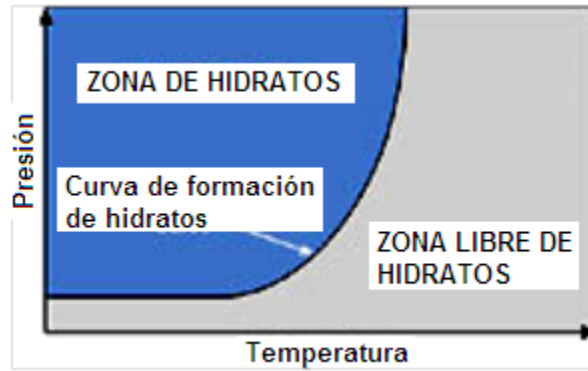 ZONA DE HIDRATOS
Presión
Curva de formación
de hidratos
ZONA LIBRE DE
HIDRATOS
Temperatura